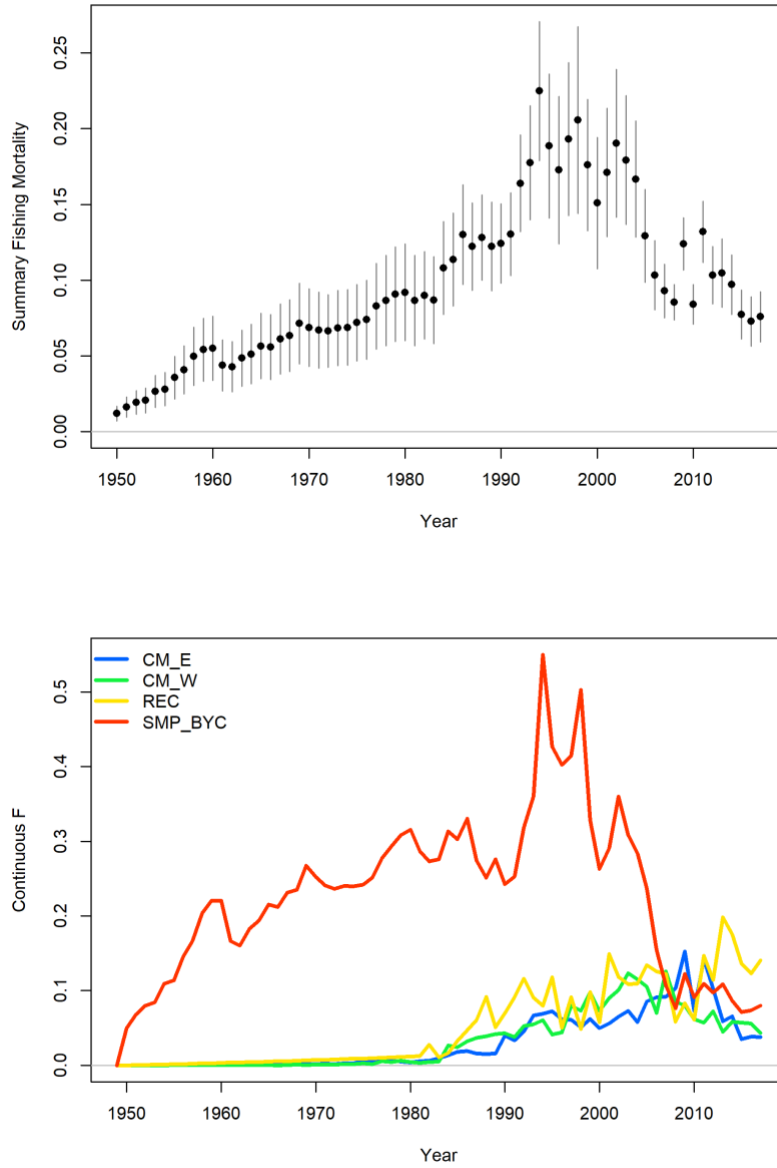 0.25
0.20
0.15
0.10
0.05
0.00
Summary Fishing Mortality
1950 1960 1970 1980 1990 2000 2010
Year
CM_E
CM_W
REC
SMP_BYC
0.5
0.4
0.3
0.2
0.1
0.0
Continuous F
1950 1960 1970 1980 1990 2000 2010
Year